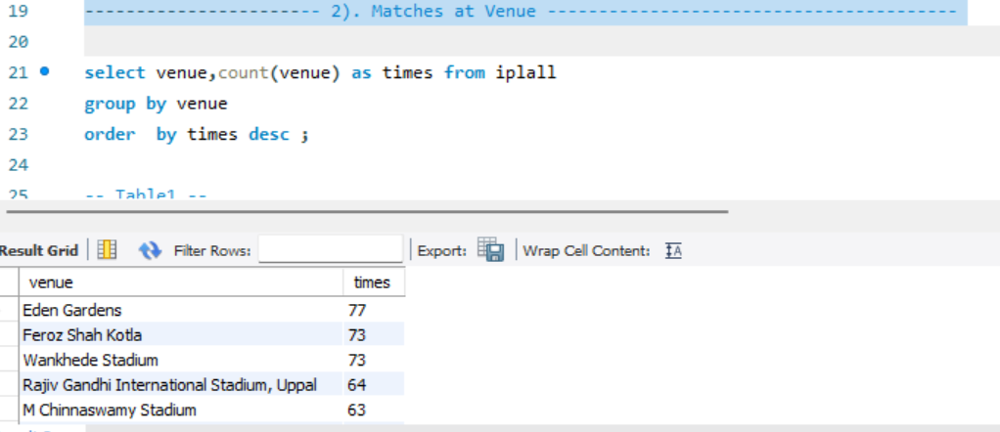 19 ----------------------- 2). Matches at Venue ----------------------------------------
20
21 select venue,count(venue) as times from iplall
22 group by venue
23 order  by times desc ;
24
25 -- Table1 --
Result Grid Filter Rows: Export: Wrap Cell Content: IA
venue times
Eden Gardens 77
Feroz Shah Kotla 73
Wankhede Stadium 73
Rajiv Gandhi International Stadium, Uppal 64
M Chinnaswamy Stadium 63